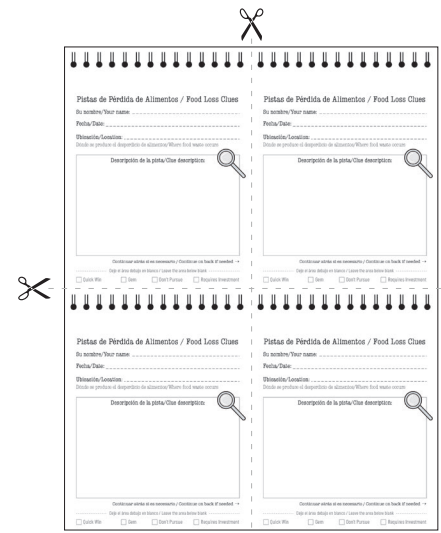 Pistas de Pérdida de Alimentos / Food Loss Clues
Su nombre/Your name:
Fecha/Date:
Ubicación/Location:
Dónde se produce el desperdicio de alimentos/Where food waste occurs
Descripción de la pista/Clue description:
Continuar atrás si es necesario / Continue on back if needed →
Deje el área debajo en blanco / Leave the area below blank
Quick Win Seen Don't Pursue Requires Investment
Pistas de Pérdida de Alimentos / Food Loss Clues
Su nombre/Your name:
Fecha/Date:
Ubicación/Location:
Dónde se produce el desperdicio de alimentos/Where food waste occurs
Descripción de la pista/Clue description:
Continuar atrás si es necesario / Continue on back if needed →
Deje el área debajo en blanco / Leave the area below blank
Quick Win Seen Don't Pursue Requires Investment
Pistas de Pérdida de Alimentos / Food Loss Clues
Su nombre/Your name:
Fecha/Date:
Ubicación/Location:
Dónde se produce el desperdicio de alimentos/Where food waste occurs
Descripción de la pista/Clue description:
Continuar atrás si es necesario / Continue on back if needed →
Deje el área debajo en blanco / Leave the area below blank
Quick Win Seen Don't Pursue Requires Investment
Pistas de Pérdida de Alimentos / Food Loss Clues
Su nombre/Your name:
Fecha/Date:
Ubicación/Location:
Dónde se produce el desperdicio de alimentos/Where food waste occurs
Descripción de la pista/Clue description:
Continuar atrás si es necesario / Continue on back if needed →
Deje el área debajo en blanco / Leave the area below blank
Quick Win Seen Don't Pursue Requires Investment